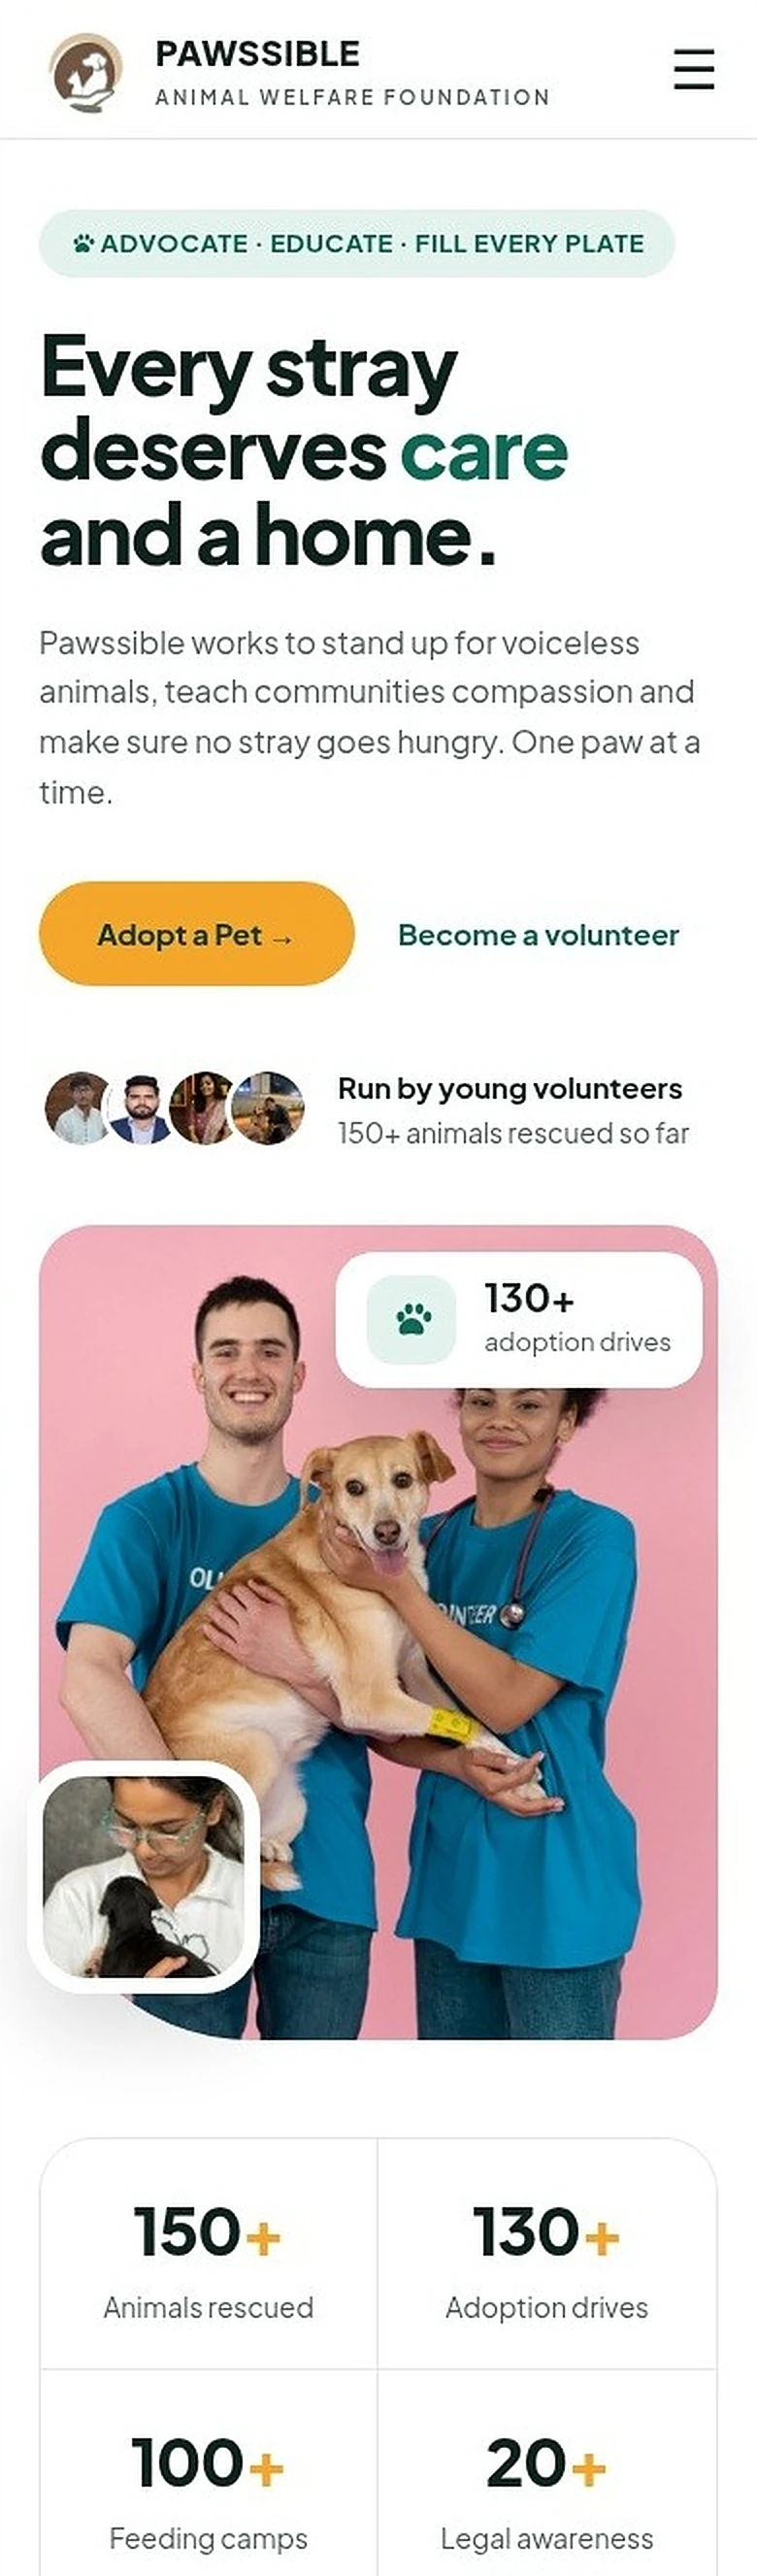 PAWSSIBLE
ANIMAL WELFARE FOUNDATION
ADVOCATE · EDUCATE · FILL EVERY PLATE
Every stray
deserves care
and a home.
Pawssible works to stand up for voiceless
animals, teach communities compassion and
make sure no stray goes hungry. One paw at a
time.
Adopt a Pet →
Become a volunteer
Run by young volunteers
150+ animals rescued so far
130+
adoption drives
150+
Animals rescued
130+
Adoption drives
100+
Feeding camps
20+
Legal awareness